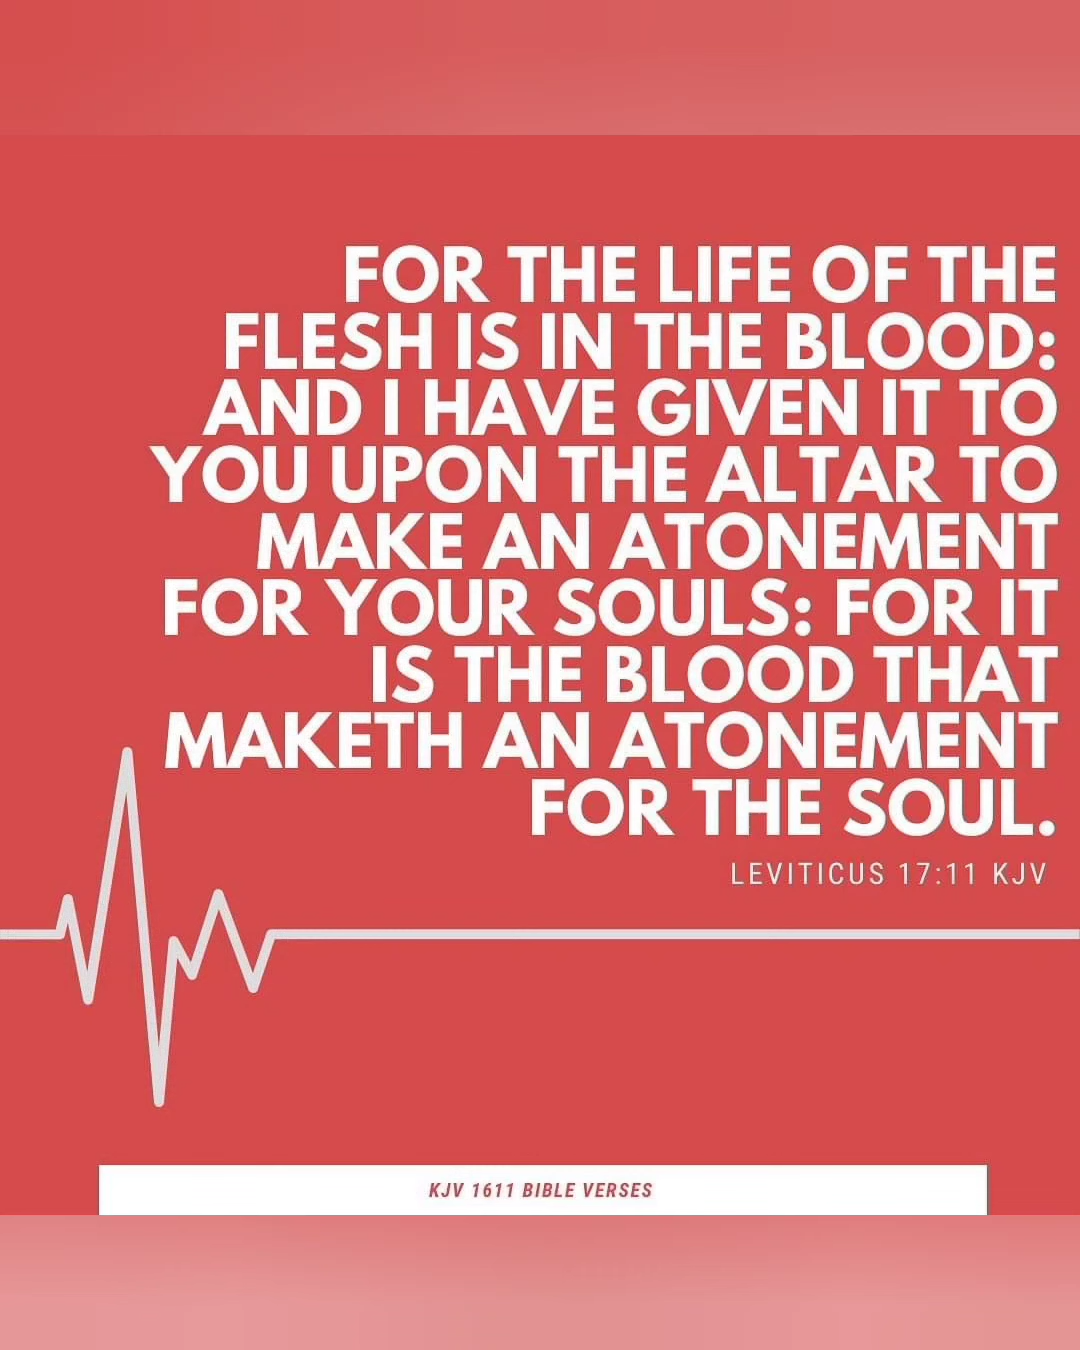 FOR THE LIFE OF THE
FLESH IS IN THE BLOOD:
AND I HAVE GIVEN IT TO
YOU UPON THE ALTAR TO
MAKE AN ATONEMENT
FOR YOUR SOULS: FOR IT
IS THE BLOOD THAT
MAKETH AN ATONEMENT
FOR THE SOUL.
LEVITICUS 17:11 KJV
KJV 1611 BIBLE VERSES